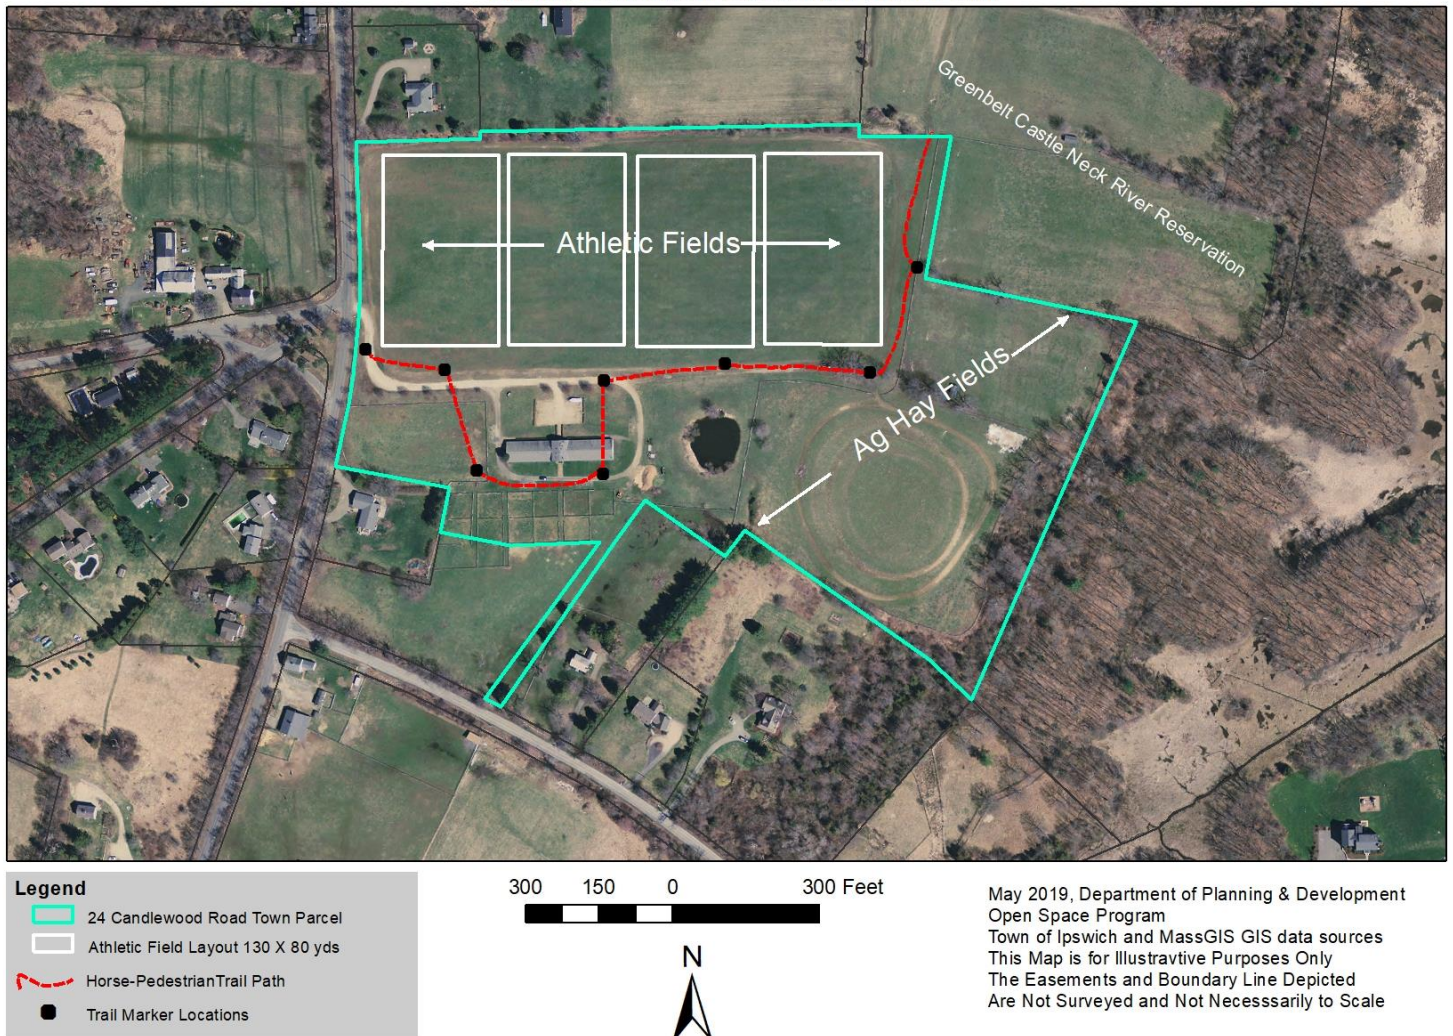 Greenbelt Castle Neck River Reservation
Athletic Fields
Ag Hay Fields
Legend
24 Candlewood Road Town Parcel
Athletic Field Layout 130 X 80 yds
Horse-PedestrianTrail Path
Trail Marker Locations
300 150 0 300 Feet
N
May 2019, Department of Planning & Development
Open Space Program
Town of Ipswich and MassGIS GIS data sources
This Map is for Illustravtive Purposes Only
The Easements and Boundary Line Depicted
Are Not Surveyed and Not Necesssarily to Scale